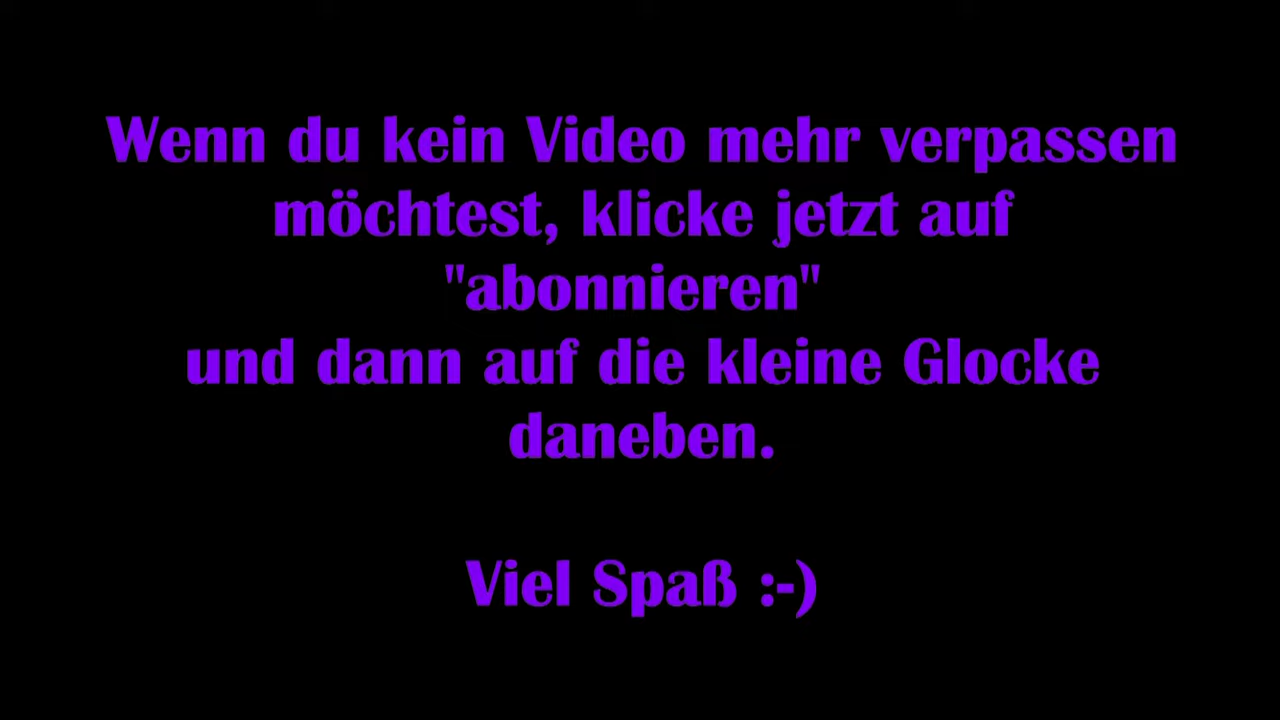 Wenn du kein Video mehr verpassen
möchtest, klicke jetzt auf
"abonnieren"
und dann auf die kleine Glocke
daneben.
Viel Spaß :-)